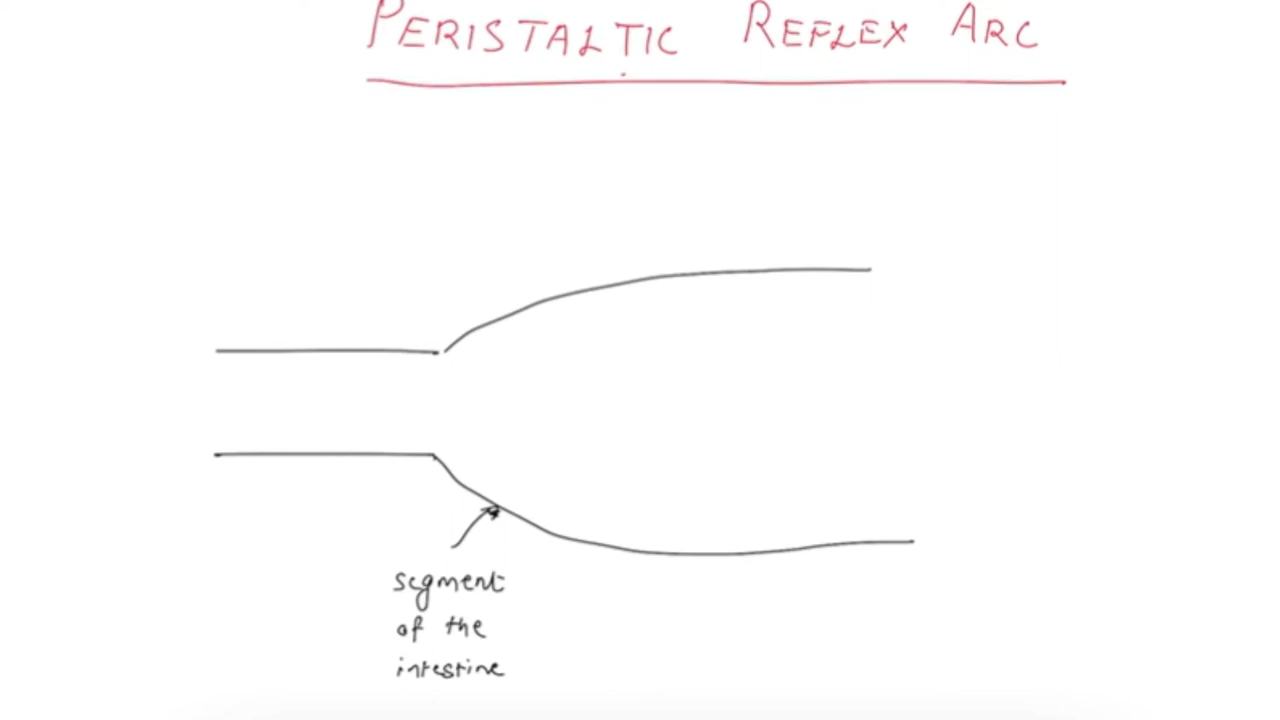 PERISTALTIC REFLEX ARC
segment
of the
intestine